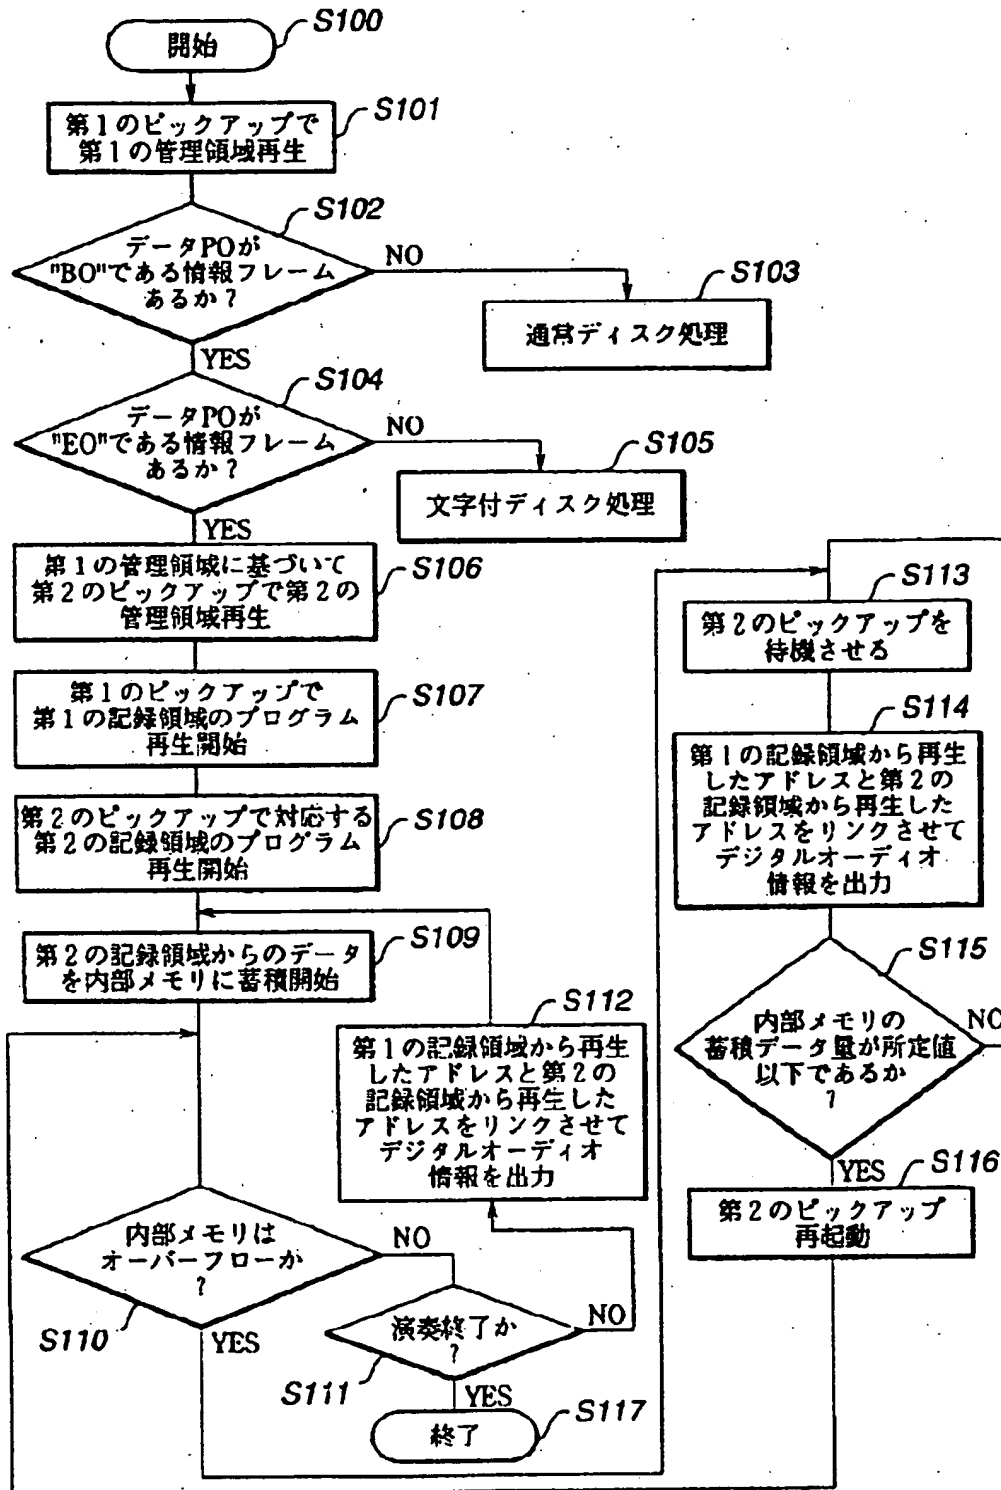 開始
S100
第1のピックアップで
第1の管理領域再生
S101
データPOが
"BO"である情報フレーム
あるか?
S102
NO
YES
通常ディスク処理
S103
データPOが
"EO"である情報フレーム
あるか?
S104
NO
YES
文字付ディスク処理
S105
第1の管理領域に基づいて
第2のピックアップで第2の
管理領域再生
S106
第1のピックアップで
第1の記録領域のプログラム
再生開始
S107
第2のピックアップで対応する
第2の記録領域のプログラム
再生開始
S108
第2の記録領域からのデータ
を内部メモリに蓄積開始
S109
内部メモリは
オーバーフローか
?
S110
NO
YES
演奏終了か
?
S111
NO
YES
第1の記録領域から再生
したアドレスと第2の
記録領域から再生した
アドレスをリンクさせて
デジタルオーディオ
情報を出力
S112
終了
S117
第2のピックアップを
待機させる
S113
第1の記録領域から再生
したアドレスと第2の
記録領域から再生した
アドレスをリンクさせて
デジタルオーディオ
情報を出力
S114
内部メモリの
蓄積データ量が所定値
以下であるか
?
S115
NO
YES
第2のピックアップ
再起動
S116